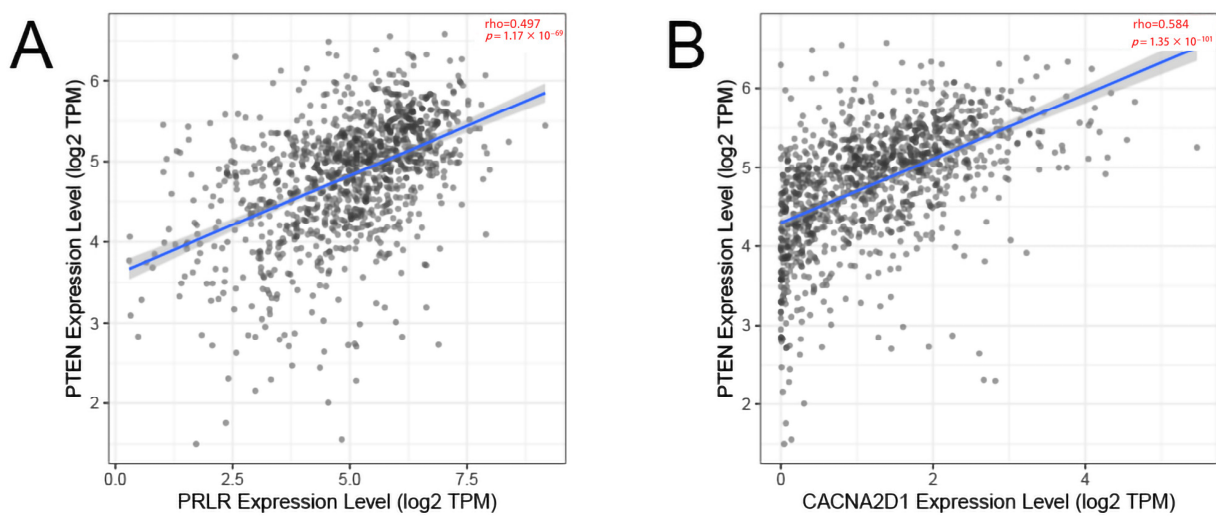 A
rho=0.497
p = 1.17 × 10⁻⁶⁹
PTEN Expression Level (log2 TPM)
6
5
4
3
2
0.0 2.5 5.0 7.5
PRLR Expression Level (log2 TPM)
B
rho=0.584
p = 1.35 × 10⁻¹⁰¹
PTEN Expression Level (log2 TPM)
6
5
4
3
2
0 2 4
CACNA2D1 Expression Level (log2 TPM)